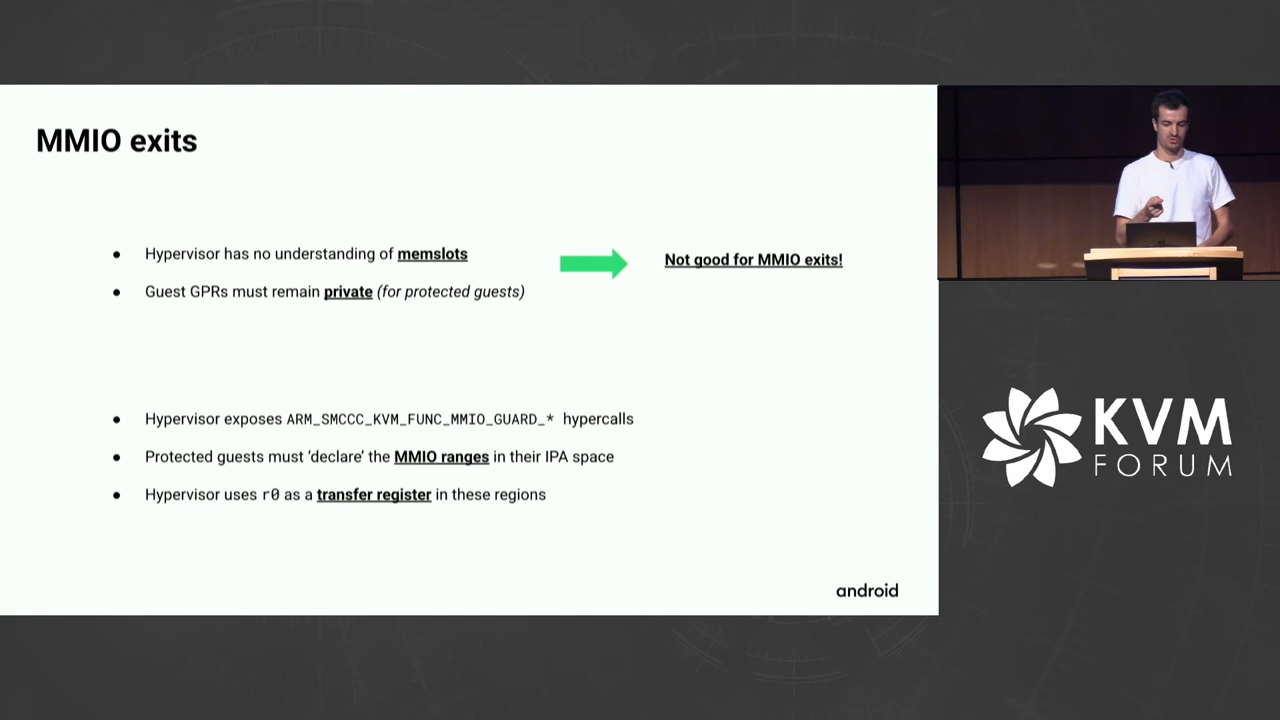 MMIO exits
● Hypervisor has no understanding of memslots
Not good for MMIO exits!
● Guest GPRs must remain private (for protected guests)
● Hypervisor exposes ARM_SMCCC_KVM_FUNC_MMIO_GUARD_* hypercalls
● Protected guests must ‘declare’ the MMIO ranges in their IPA space
● Hypervisor uses r0 as a transfer register in these regions
android
KVM
FORUM